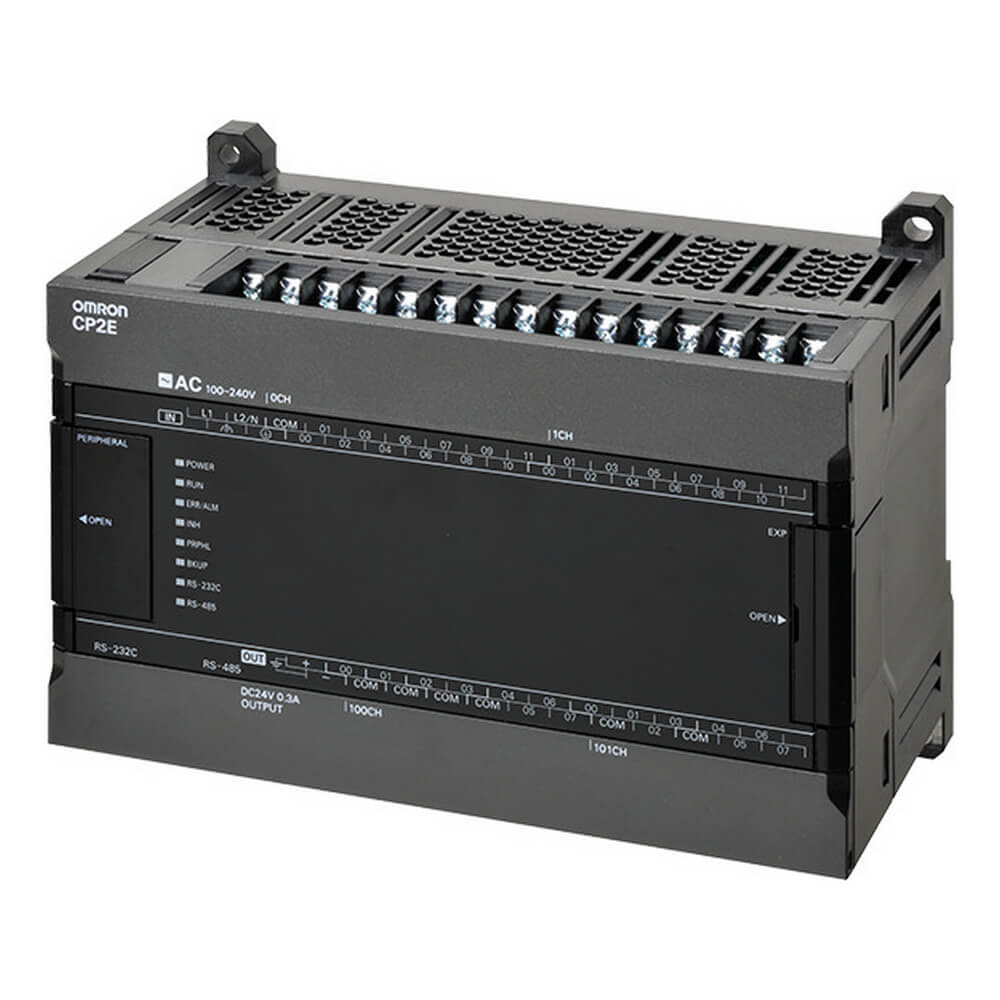 OMRON
CP2E
AC 100-240V 0CH
1CH
IN L1 L2/N COM 01 03 05 07 09 11 01 03 05 07 09 11
00 02 04 06 08 10 00 02 04 06 08 10
PERIPHERAL
◀OPEN
POWER
RUN
ERR/ALM
INH
PRPHL
BKUP
RS-232C
RS-485
EXP
OPEN▶
RS-232C
RS-485
OUT + 00 01 02 03 04 06 00 01 03 04 06
- COM COM COM COM 05 07 COM 02 COM 05 07
DC24V 0.3A
OUTPUT
100CH
101CH